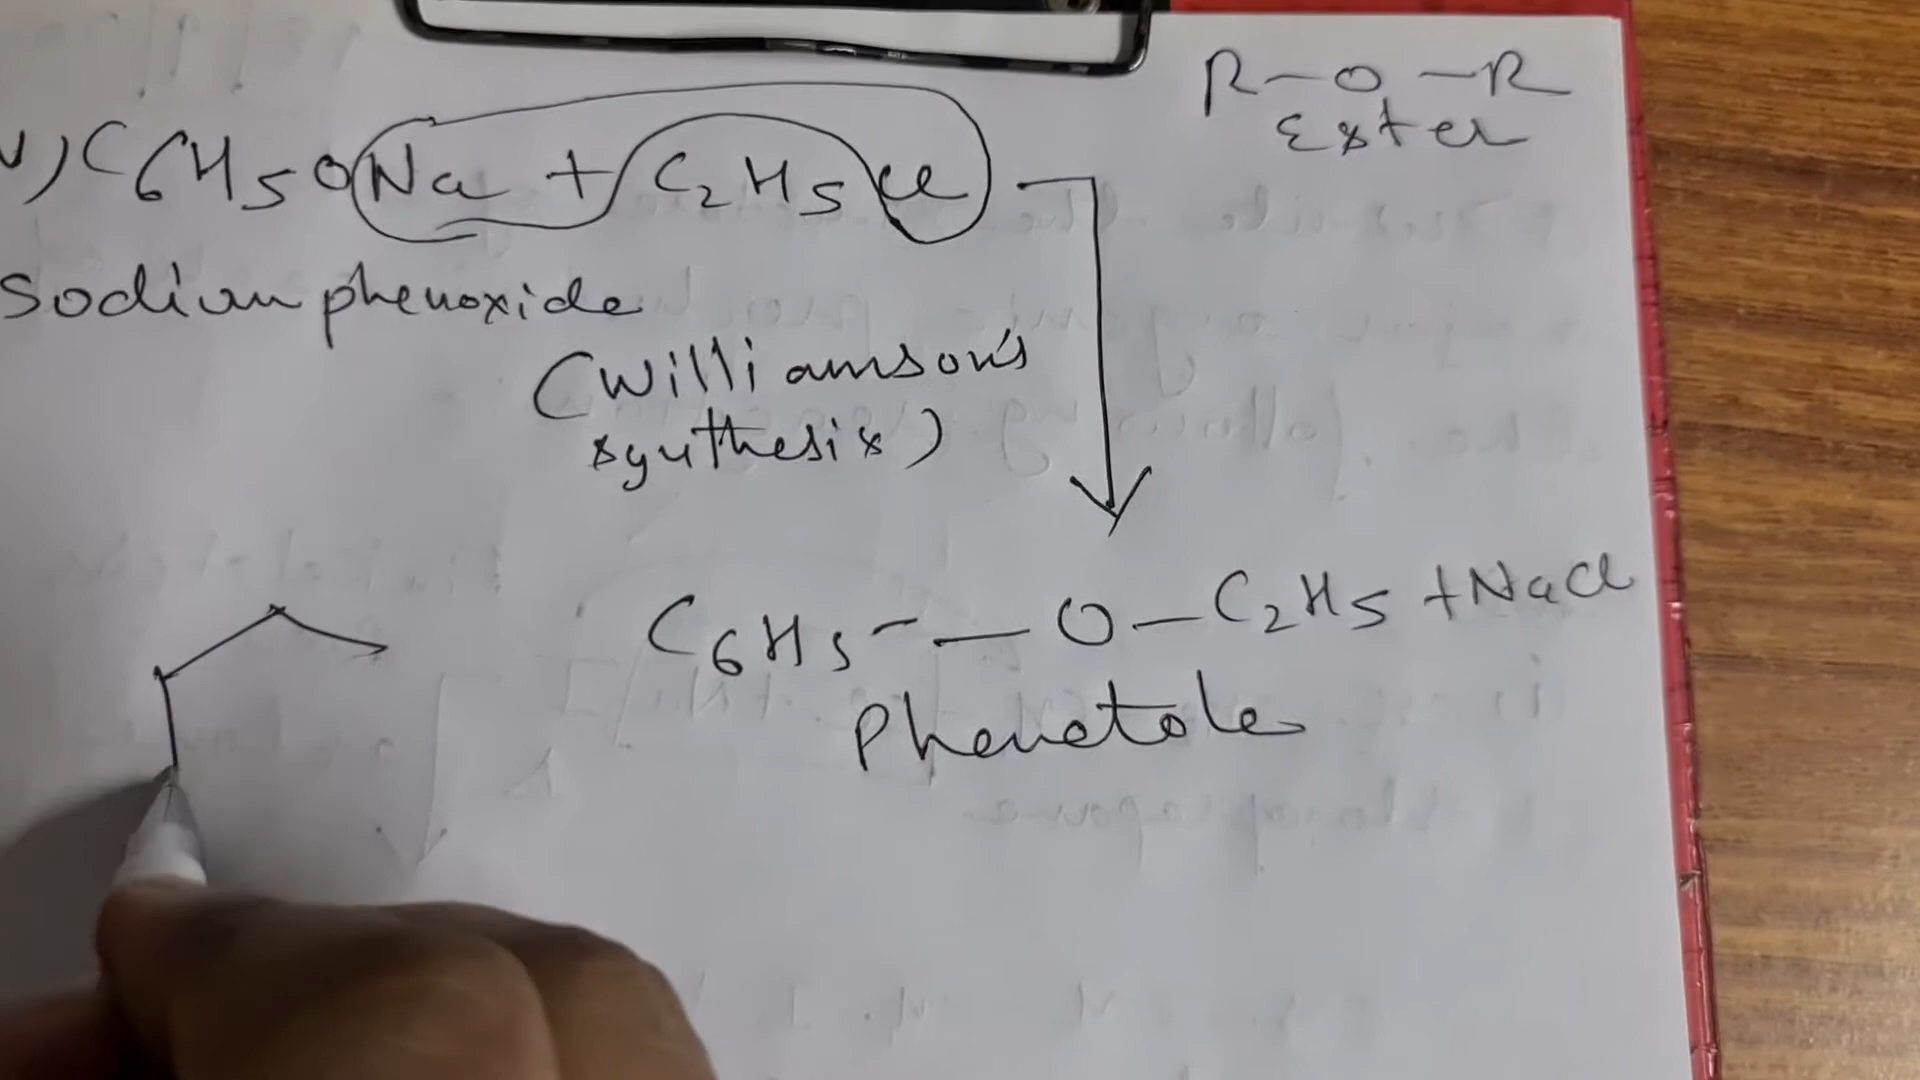 R-O-R
Ester
v) C6H5ONa + C2H5Cl
Sodium phenoxide
(Williamson's
synthesis)
C6H5--O-C2H5 + NaCl
Phenetole